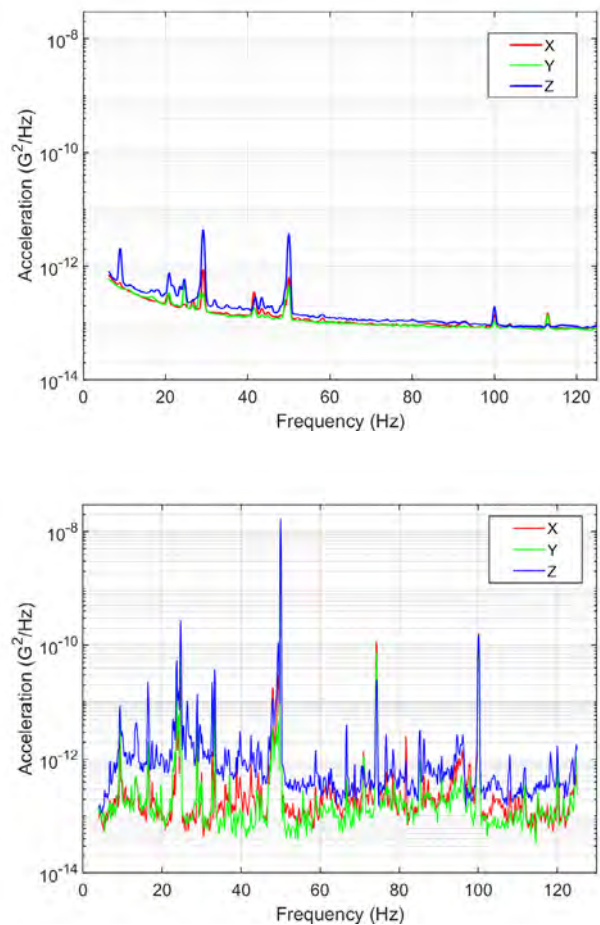 10^-8
10^-10
10^-12
10^-14
Acceleration (G^2/Hz)
X
Y
Z
0 20 40 60 80 100 120
Frequency (Hz)
10^-8
10^-10
10^-12
10^-14
Acceleration (G^2/Hz)
X
Y
Z
0 20 40 60 80 100 120
Frequency (Hz)